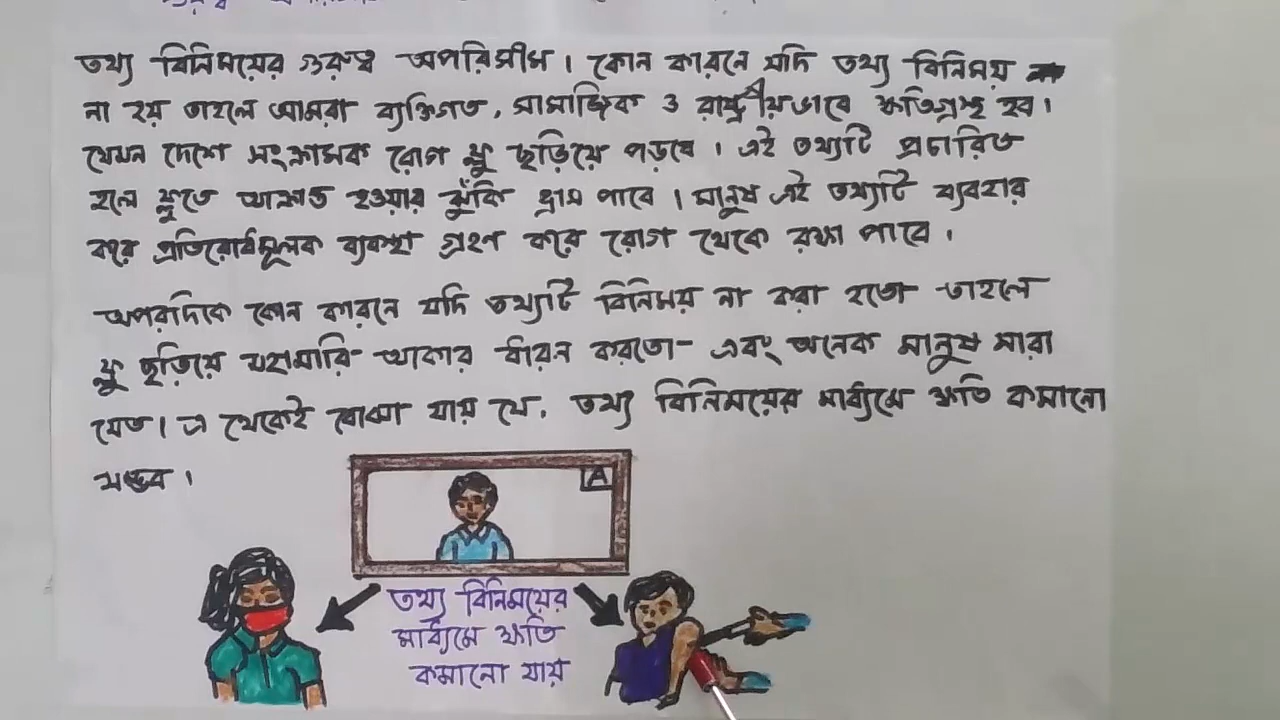 তথ্য বিনিময়ের গুরুত্ব অপরিসীম। কোন কারনে যদি তথ্য বিনিময়
না হয় তাহলে আমরা ব্যক্তিগত, সামাজিক ও রাষ্ট্রীয়ভাবে ক্ষতিগ্রস্থ হব।
যেমন দেশে সংক্রামক রোগ ফ্লু ছড়িয়ে পড়বে। এই তথ্যটি প্রচারিত
হলে ফ্লুতে আক্রান্ত হওয়ার ঝুঁকি হ্রাস পাবে। মানুষ এই তথ্যটি ব্যবহার
করে প্রতিরোধমূলক ব্যবস্থা গ্রহণ করে রোগ থেকে রক্ষা পাবে।
অপরদিকে কোন কারনে যদি তথ্যটি বিনিময় না করা হতো তাহলে
ফ্লু ছড়িয়ে মহামারি আকার ধারন করতো এবং অনেক মানুষ মারা
যেত। এ থেকেই বোঝা যায় যে, তথ্য বিনিময়ের মাধ্যমে ক্ষতি কমানো
সম্ভব।
A
তথ্য বিনিময়ের
মাধ্যমে ক্ষতি
কমানো যায়